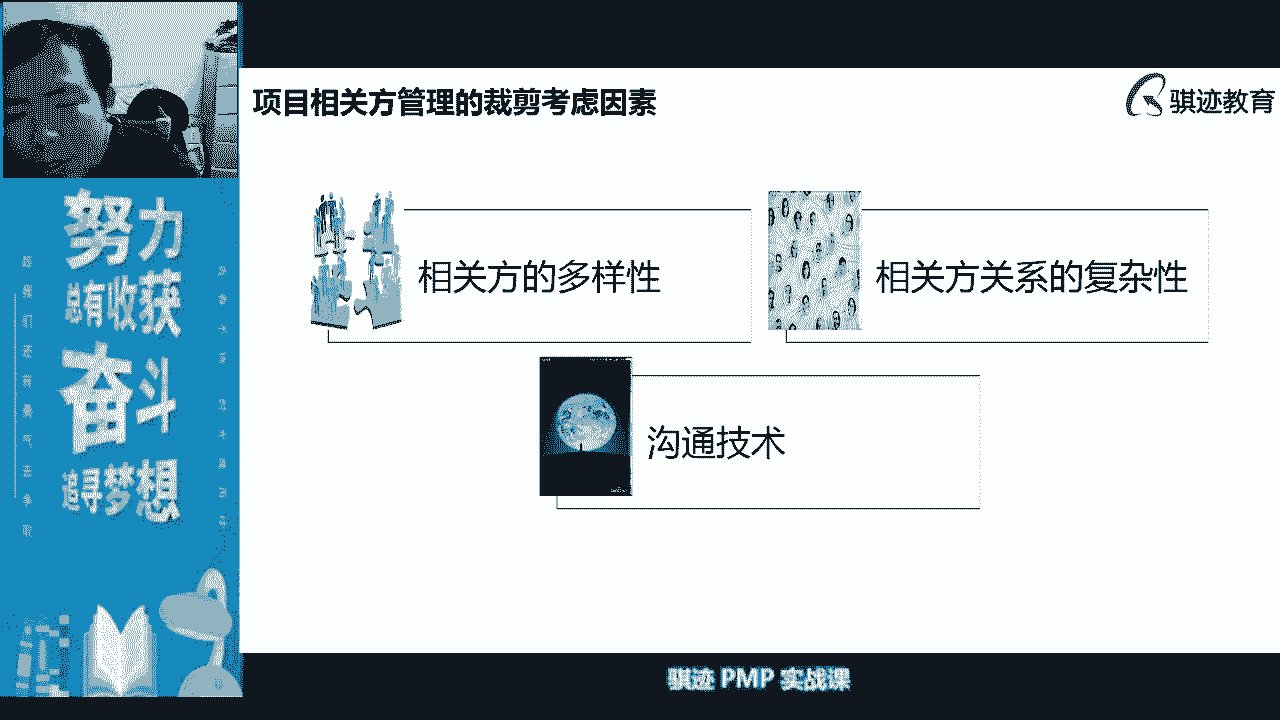 项目相关方管理的裁剪考虑因素
骐迹教育
相关方的多样性
相关方关系的复杂性
沟通技术
努力
总有收获
奋斗
追寻梦想
骐迹 PMP 实战课